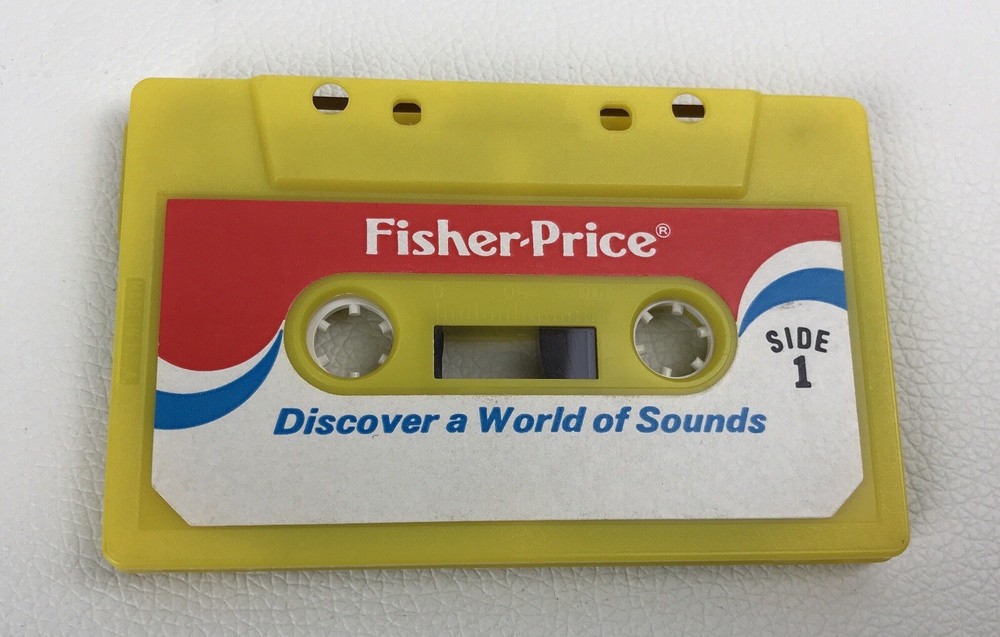 Fisher-Price®
SIDE
1
Discover a World of Sounds